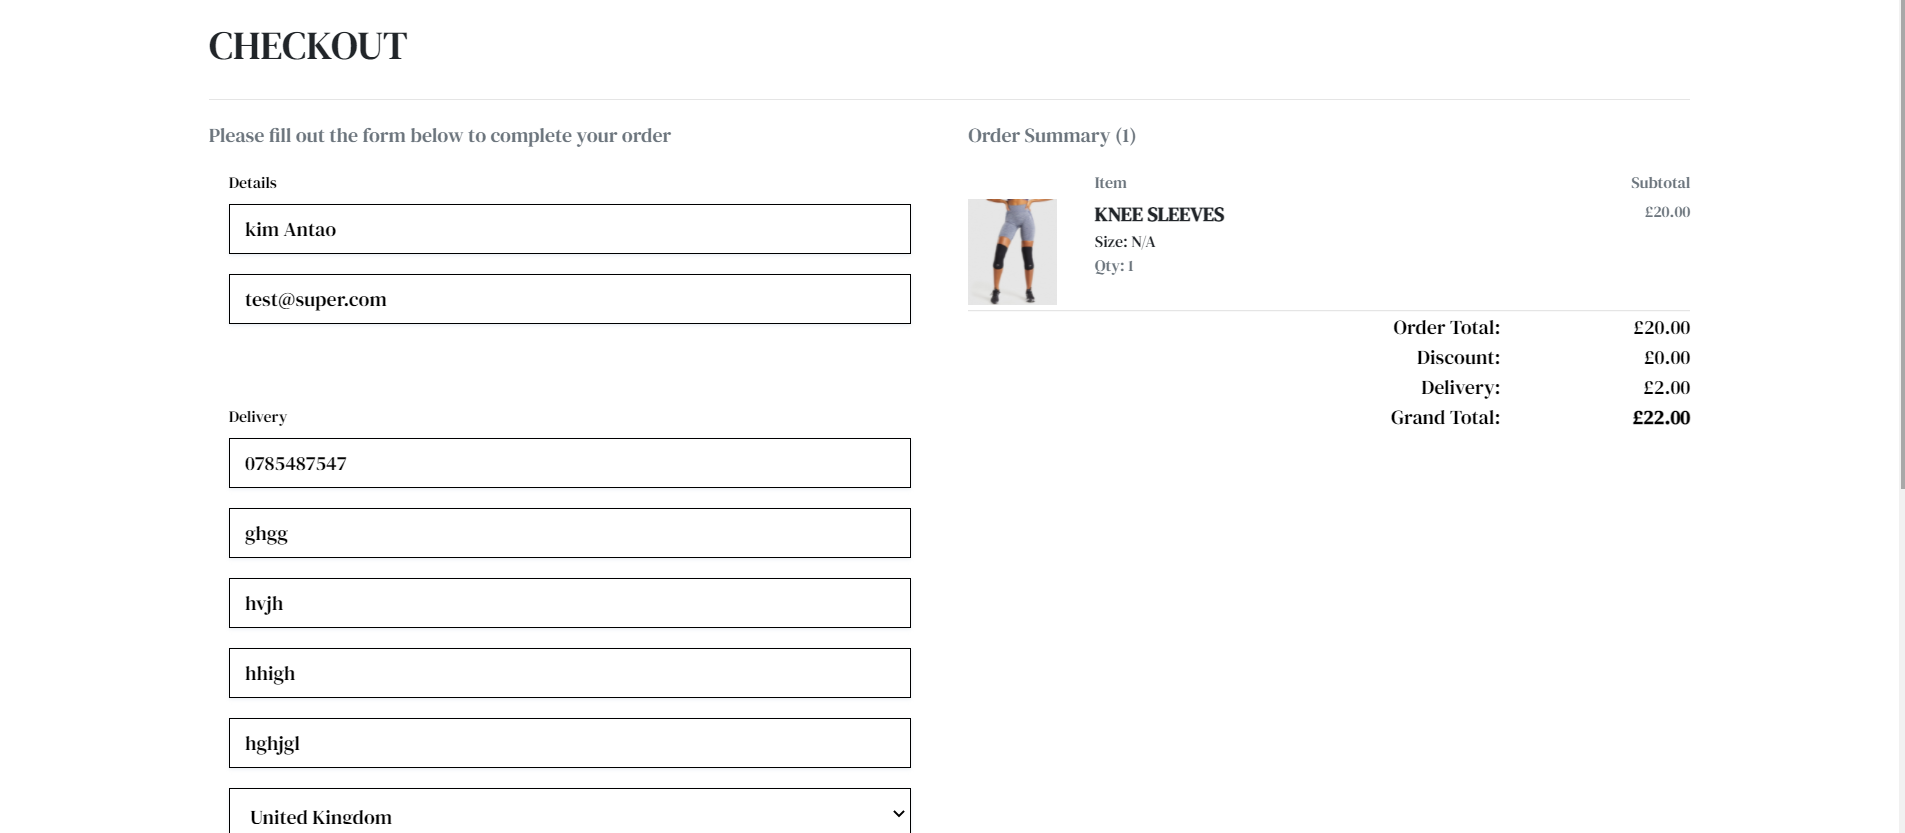 CHECKOUT
Please fill out the form below to complete your order
Details
kim Antao
test@super.com
Delivery
0785487547
ghgg
hvjh
hhigh
hghjgl
United Kingdom
Order Summary (1)
Item Subtotal
KNEE SLEEVES £20.00
Size: N/A
Qty: 1
Order Total: £20.00
Discount: £0.00
Delivery: £2.00
Grand Total: £22.00